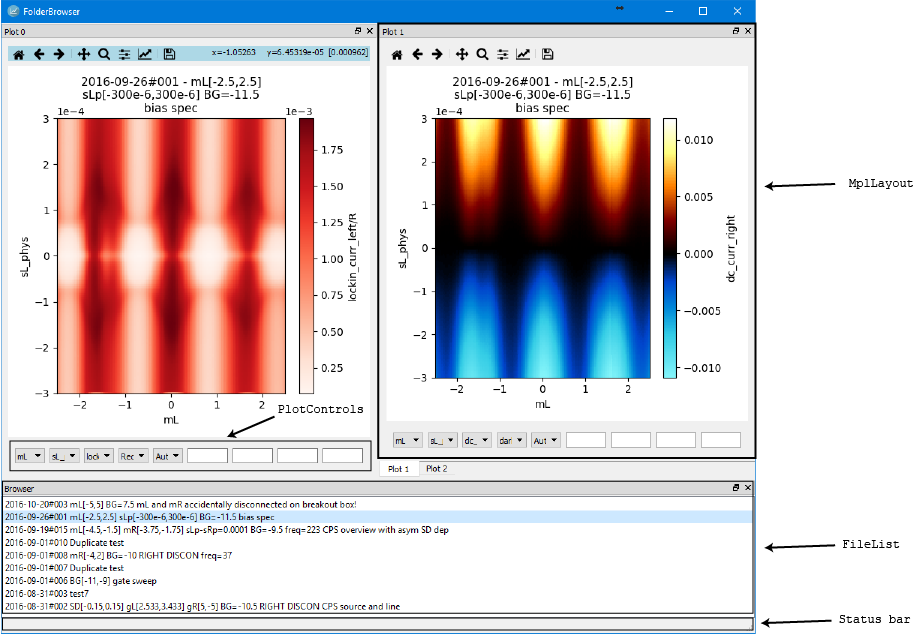 FolderBrowser
Plot 0
x=-1.05263 y=6.45319e-05 [0.000962]
2016-09-26#001 - mL[-2.5,2.5]
sLp[-300e-6,300e-6] BG=-11.5
bias spec
1e−4
1e−3
3
2
1
0
−1
−2
−3
sL_phys
−2 −1 0 1 2
mL
1.75
1.50
1.25
1.00
0.75
0.50
0.25
lockin_curr_left/R
PlotControls
mL sL_ lock Rec Aut
Plot 1
2016-09-26#001 - mL[-2.5,2.5]
sLp[-300e-6,300e-6] BG=-11.5
bias spec
1e−4
3
2
1
0
−1
−2
−3
sL_phys
−2 −1 0 1 2
mL
0.010
0.005
0.000
−0.005
−0.010
dc_curr_right
mL sL_ dc_ dar Aut
Plot 1 Plot 2
MplLayout
Browser
2016-10-20#003 mL[-5,5] BG=7.5 mL and mR accidentally disconnected on breakout box!
2016-09-26#001 mL[-2.5,2.5] sLp[-300e-6,300e-6] BG=-11.5 bias spec
2016-09-19#015 mL[-4.5,-1.5] mR[-3.75,-1.75] sLp-sRp=0.0001 BG=-9.5 freq=223 CPS overview with asym SD dep
2016-09-01#010 Duplicate test
2016-09-01#008 mR[-4,2] BG=-10 RIGHT DISCON freq=37
2016-09-01#007 Duplicate test
2016-09-01#006 BG[-11,-9] gate sweep
2016-08-31#003 test7
2016-08-31#002 SD[-0.15,0.15] gL[2.533,3.433] gR[5,-5] BG=-10.5 RIGHT DISCON CPS source and line
FileList
Status bar